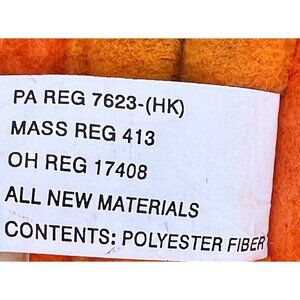 PA REG 7623-(HK)
MASS REG 413
OH REG 17408
ALL NEW MATERIALS
CONTENTS: POLYESTER FIBER